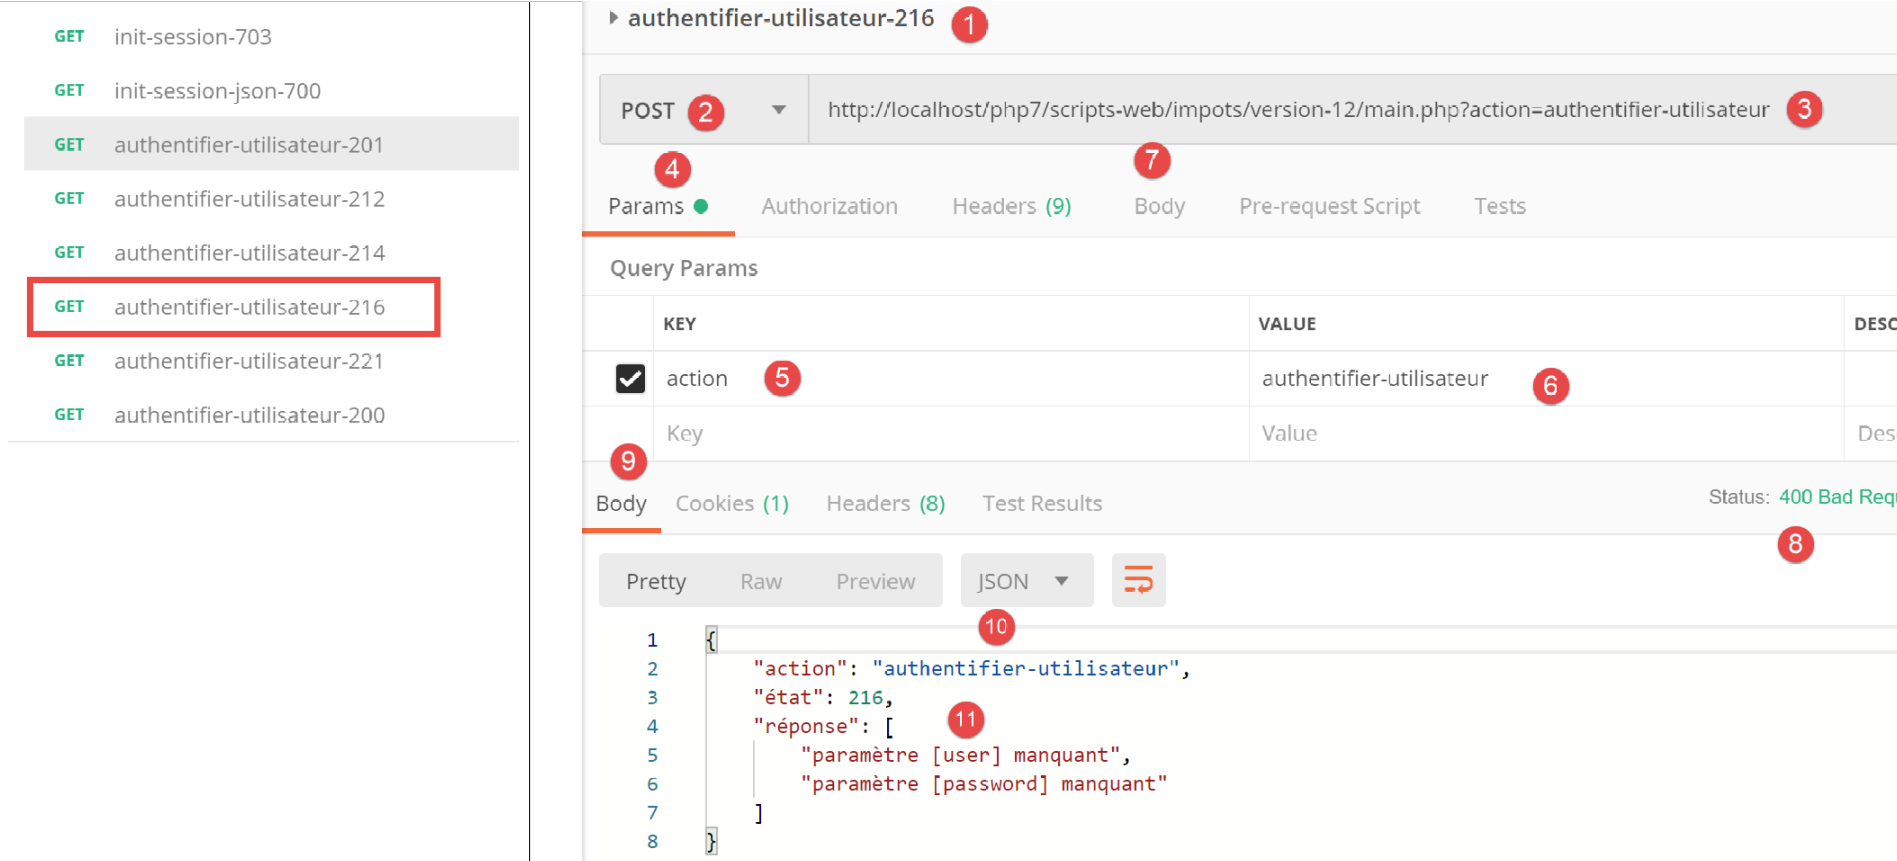 GET init-session-703
GET init-session-json-700
GET authentifier-utilisateur-201
GET authentifier-utilisateur-212
GET authentifier-utilisateur-214
GET authentifier-utilisateur-216
GET authentifier-utilisateur-221
GET authentifier-utilisateur-200
authentifier-utilisateur-216 1
POST 2 http://localhost/php7/scripts-web/impots/version-12/main.php?action=authentifier-utilisateur 3
4 7
Params Authorization Headers (9) Body Pre-request Script Tests
Query Params
KEY VALUE DESC
action 5 authentifier-utilisateur 6
Key Value Des
9
Body Cookies (1) Headers (8) Test Results Status: 400 Bad Requ
8
Pretty Raw Preview JSON
10
1 {
2 "action": "authentifier-utilisateur",
3 "état": 216,
4 "réponse": [ 11
5 "paramètre [user] manquant",
6 "paramètre [password] manquant"
7 ]
8 }